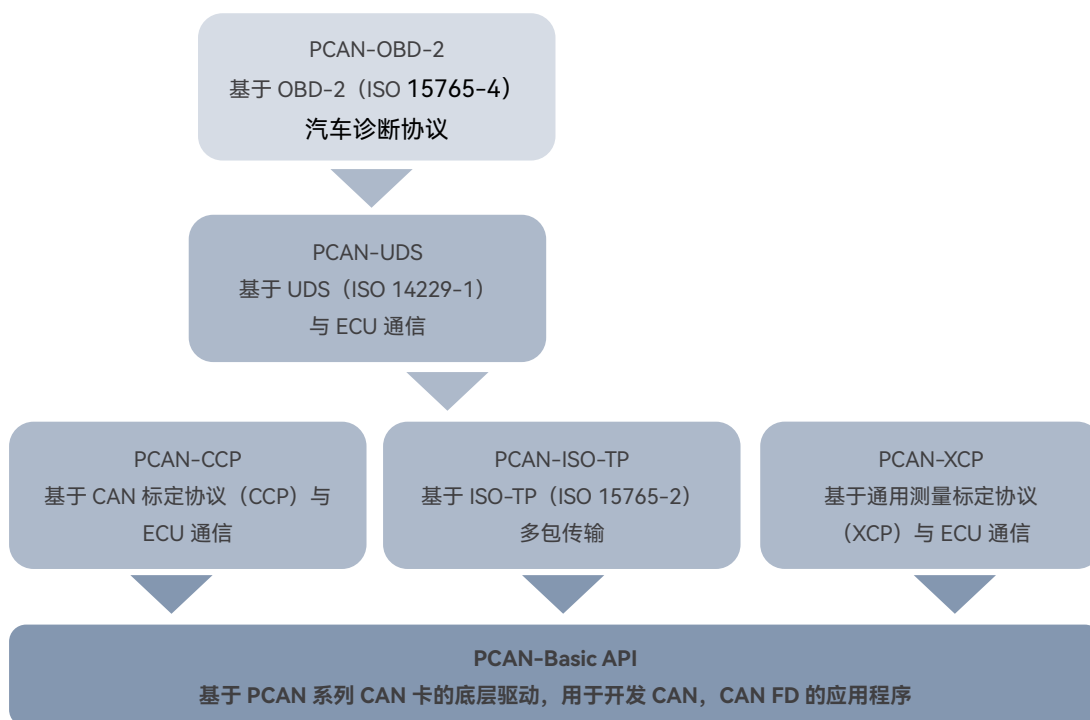 PCAN-OBD-2
基于 OBD-2（ISO 15765-4）
汽车诊断协议
PCAN-UDS
基于 UDS（ISO 14229-1）
与 ECU 通信
PCAN-CCP
基于 CAN 标定协议（CCP）与
ECU 通信
PCAN-ISO-TP
基于 ISO-TP（ISO 15765-2）
多包传输
PCAN-XCP
基于通用测量标定协议
（XCP）与 ECU 通信
PCAN-Basic API
基于 PCAN 系列 CAN 卡的底层驱动，用于开发 CAN，CAN FD 的应用程序